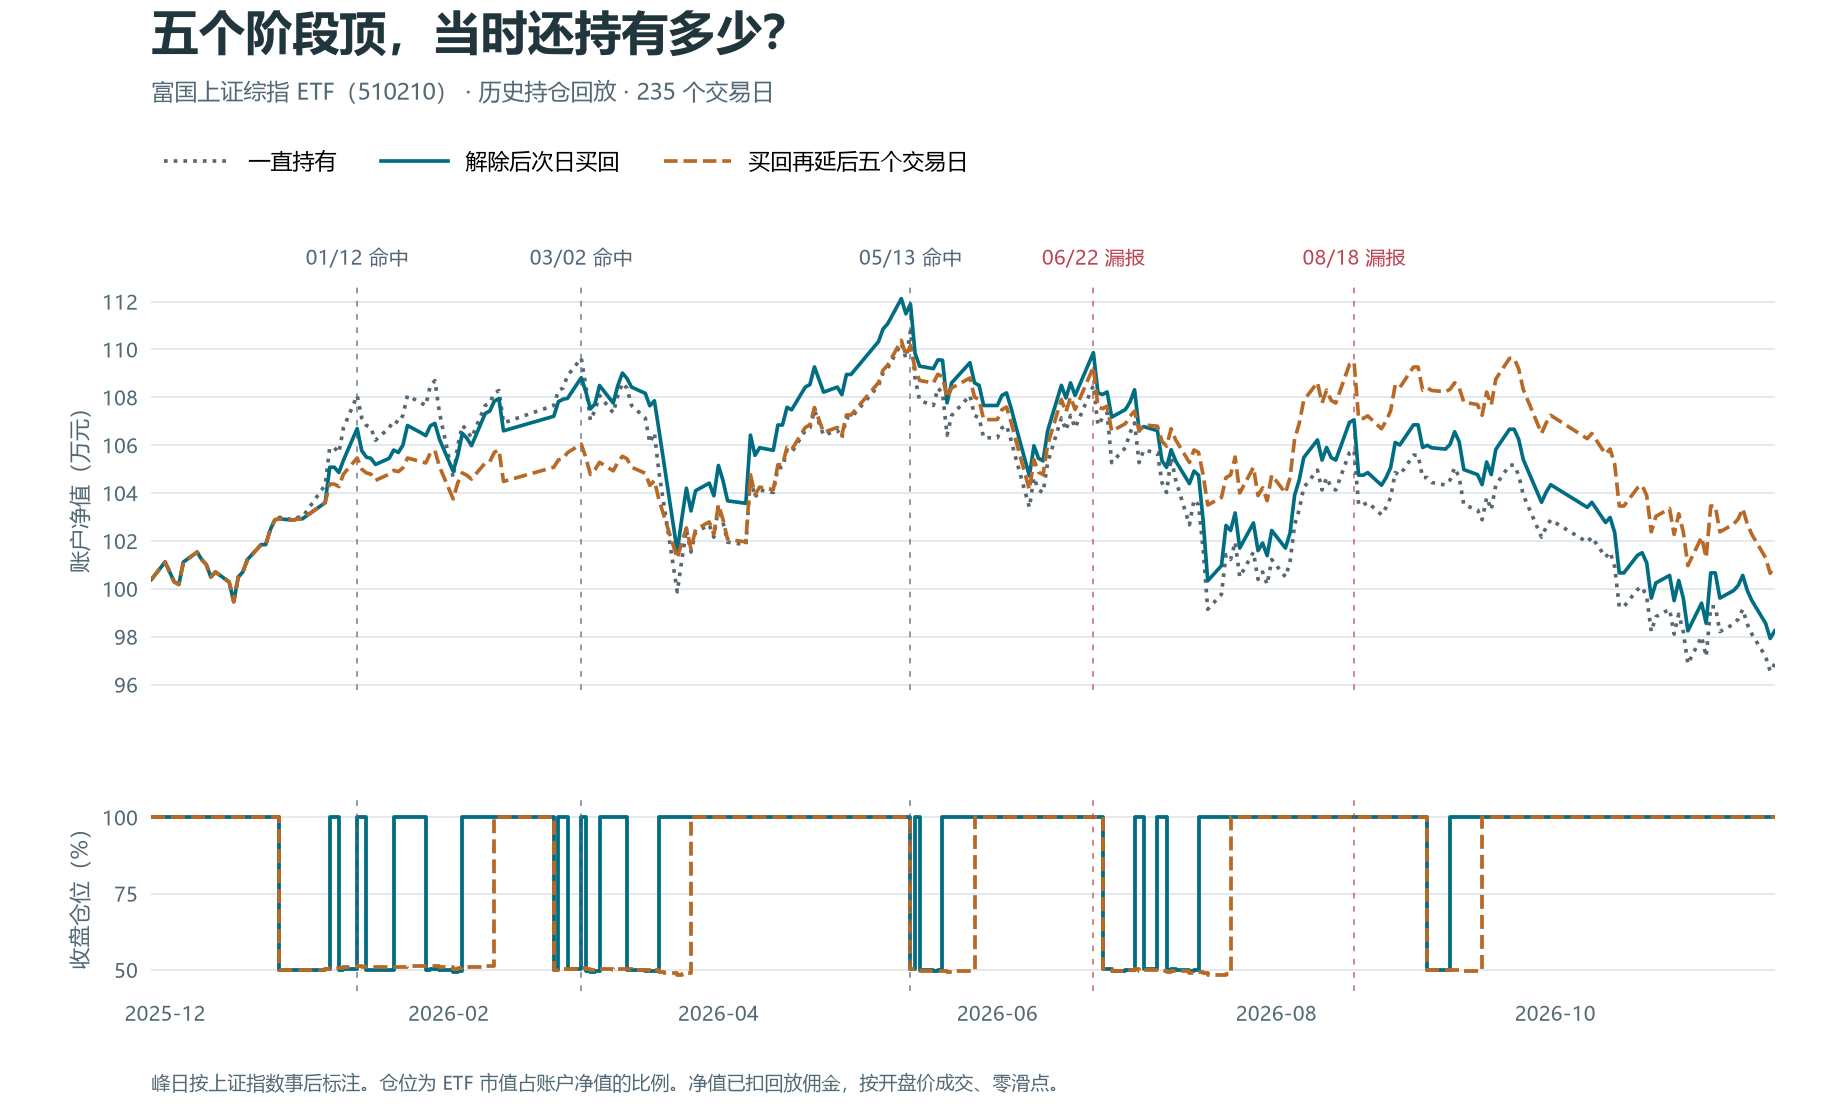 五个阶段顶，当时还持有多少？
富国上证综指 ETF（510210） · 历史持仓回放 · 235 个交易日
一直持有
解除后次日买回
买回再延后五个交易日
01/12 命中
03/02 命中
05/13 命中
06/22 漏报
08/18 漏报
账户净值（万元）
112
110
108
106
104
102
100
98
96
收盘仓位（%）
100
75
50
2025-12
2026-02
2026-04
2026-06
2026-08
2026-10
峰日按上证指数事后标注。仓位为 ETF 市值占账户净值的比例。净值已扣回放佣金，按开盘价成交、零滑点。